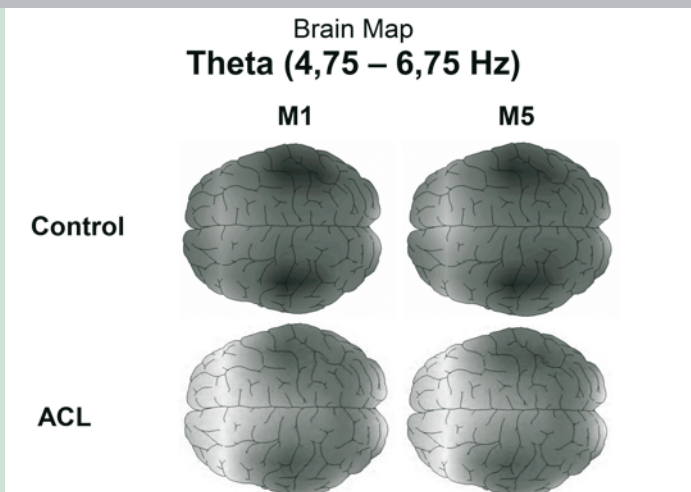 Brain Map
Theta (4,75 – 6,75 Hz)
M1 M5
Control
ACL